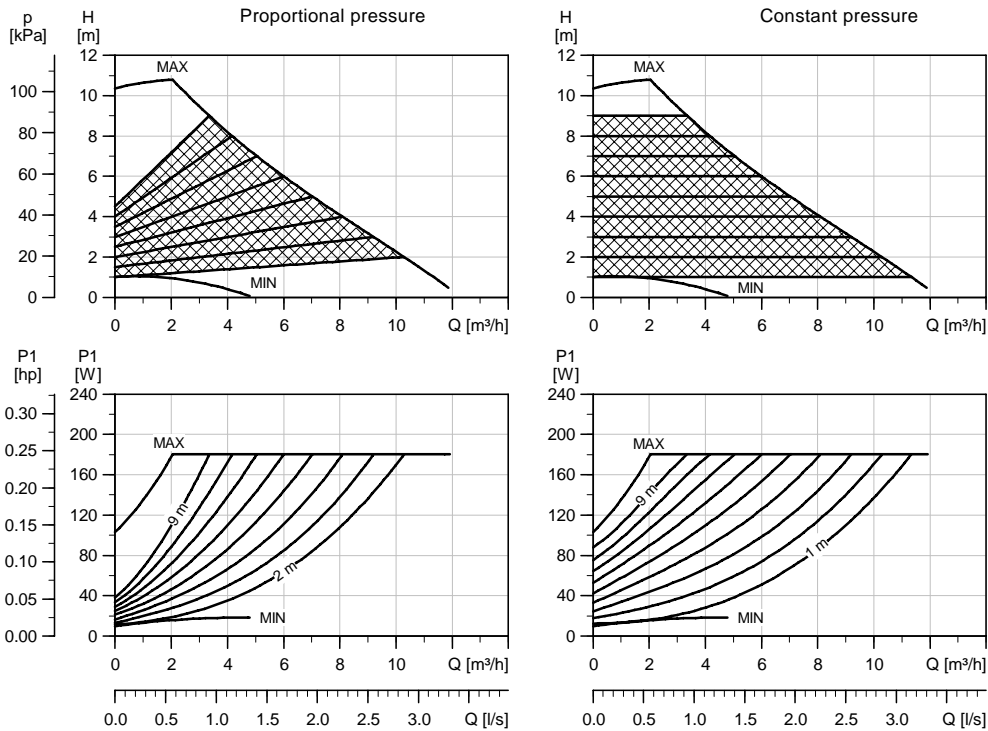 Proportional pressure
Constant pressure
p
[kPa]
H
[m]
H
[m]
12
12
MAX
MAX
100
10
10
80
8
8
60
6
6
40
4
4
20
2
2
MIN
MIN
0
0
0
0 2 4 6 8 10 Q [m³/h]
0 2 4 6 8 10 Q [m³/h]
P1
[hp]
P1
[W]
P1
[W]
240
240
0.30
200
200
MAX
MAX
0.25
160
160
0.20
9 m
9 m
0.15
120
120
0.10
80
80
2 m
1 m
0.05
40
40
MIN
MIN
0.00
0
0
0 2 4 6 8 10 Q [m³/h]
0 2 4 6 8 10 Q [m³/h]
0.0 0.5 1.0 1.5 2.0 2.5 3.0 Q [l/s]
0.0 0.5 1.0 1.5 2.0 2.5 3.0 Q [l/s]